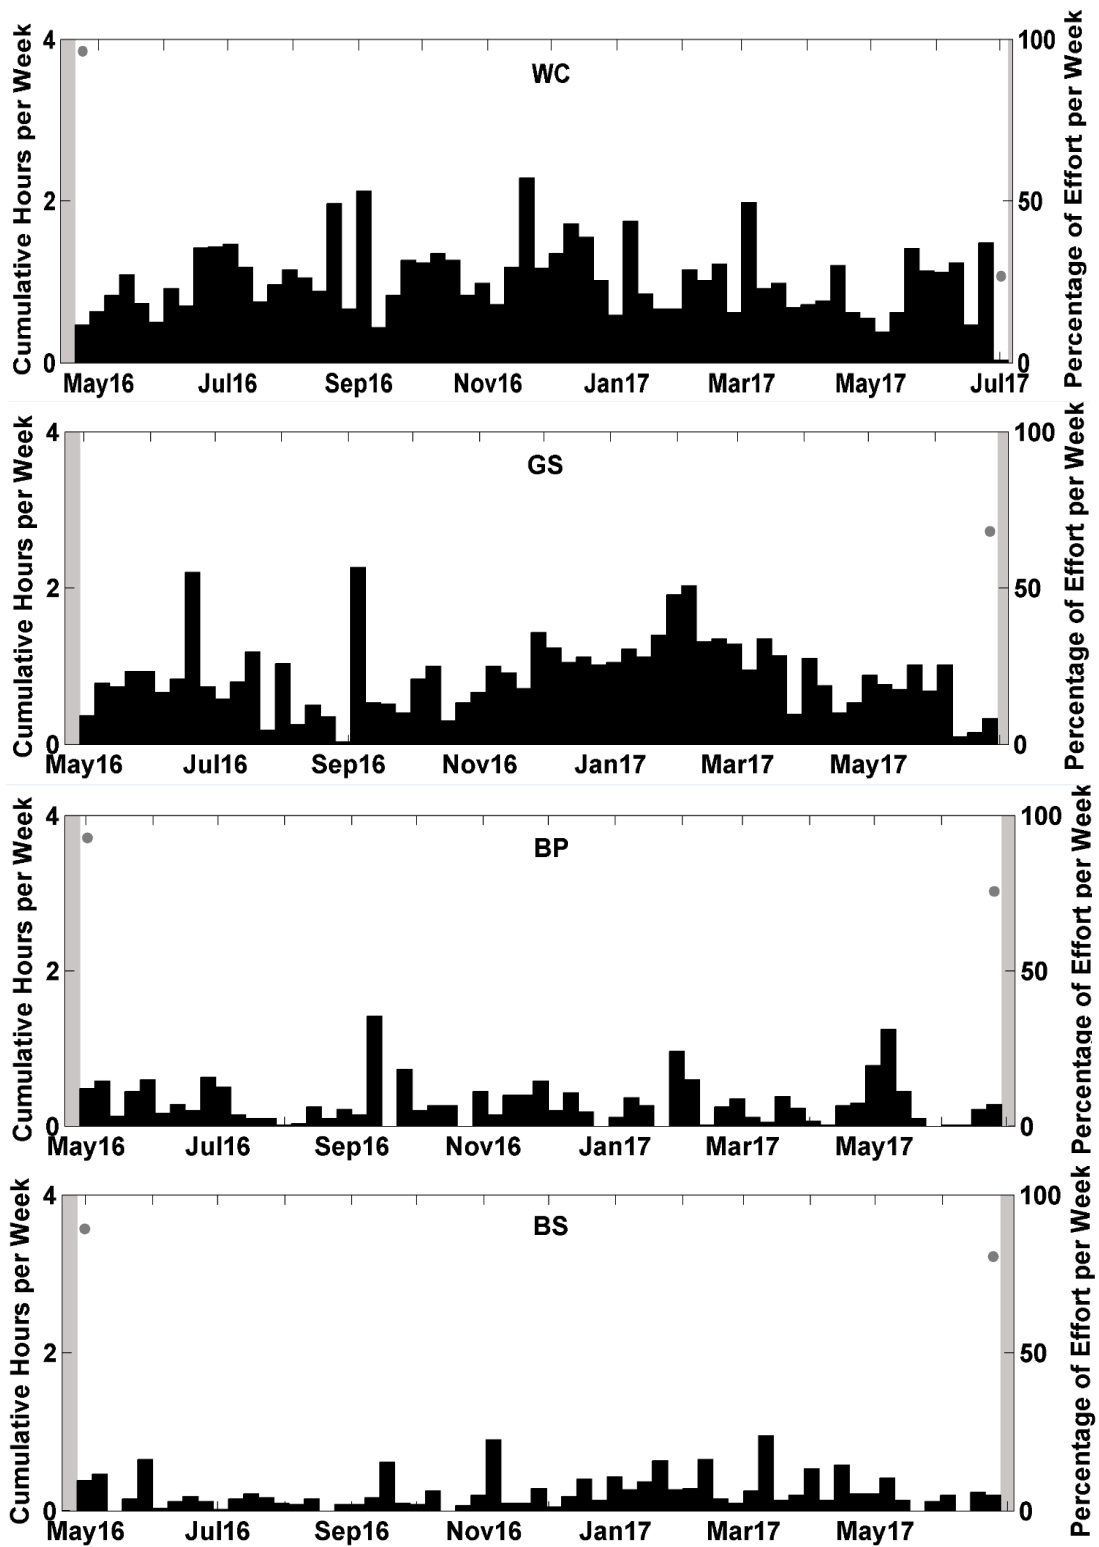 WC
Cumulative Hours per Week
4
2
0
100
50
0
Percentage of Effort per Week
May16 Jul16 Sep16 Nov16 Jan17 Mar17 May17 Jul17
GS
Cumulative Hours per Week
4
2
0
100
50
0
Percentage of Effort per Week
May16 Jul16 Sep16 Nov16 Jan17 Mar17 May17
BP
Cumulative Hours per Week
4
2
0
100
50
0
Percentage of Effort per Week
May16 Jul16 Sep16 Nov16 Jan17 Mar17 May17
BS
Cumulative Hours per Week
4
2
0
100
50
0
Percentage of Effort per Week
May16 Jul16 Sep16 Nov16 Jan17 Mar17 May17